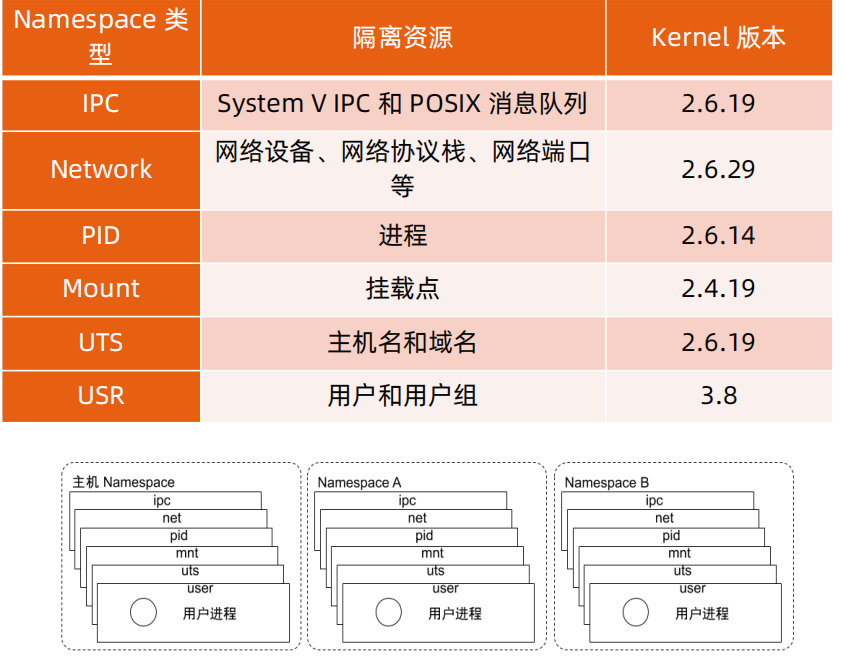 Namespace 类
型
隔离资源
Kernel 版本
IPC
System V IPC 和 POSIX 消息队列
2.6.19
Network
网络设备、网络协议栈、网络端口
等
2.6.29
PID
进程
2.6.14
Mount
挂载点
2.4.19
UTS
主机名和域名
2.6.19
USR
用户和用户组
3.8
主机 Namespace
ipc
net
pid
mnt
uts
user
用户进程
Namespace A
ipc
net
pid
mnt
uts
user
用户进程
Namespace B
ipc
net
pid
mnt
uts
user
用户进程